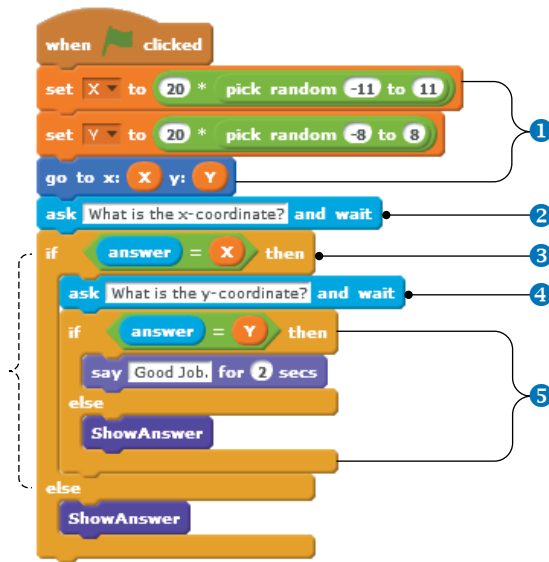 when clicked
set X to 20 * pick random -11 to 11
set Y to 20 * pick random -8 to 8
1
go to x: X y: Y
ask What is the x-coordinate? and wait
2
if answer = X then
3
ask What is the y-coordinate? and wait
4
if answer = Y then
say Good Job. for 2 secs
5
else
ShowAnswer
else
ShowAnswer